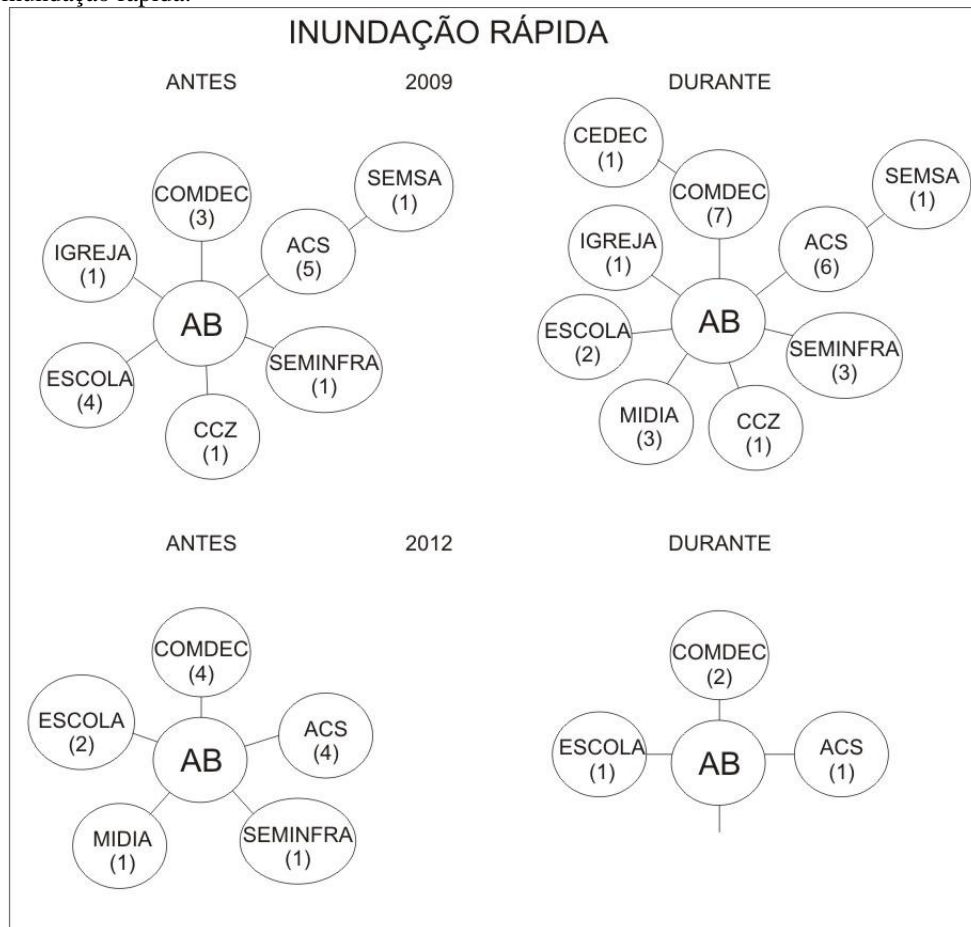 inundação rápida.
INUNDAÇÃO RÁPIDA
ANTES 2009 DURANTE
COMDEC
(3)
SEMSA
(1)
IGREJA
(1)
ACS
(5)
AB
ESCOLA
(4)
SEMINFRA
(1)
CCZ
(1)
CEDEC
(1)
COMDEC
(7)
SEMSA
(1)
IGREJA
(1)
ACS
(6)
AB
ESCOLA
(2)
SEMINFRA
(3)
MIDIA
(3)
CCZ
(1)
ANTES 2012 DURANTE
COMDEC
(4)
ESCOLA
(2)
ACS
(4)
AB
MIDIA
(1)
SEMINFRA
(1)
COMDEC
(2)
ESCOLA
(1)
AB
ACS
(1)